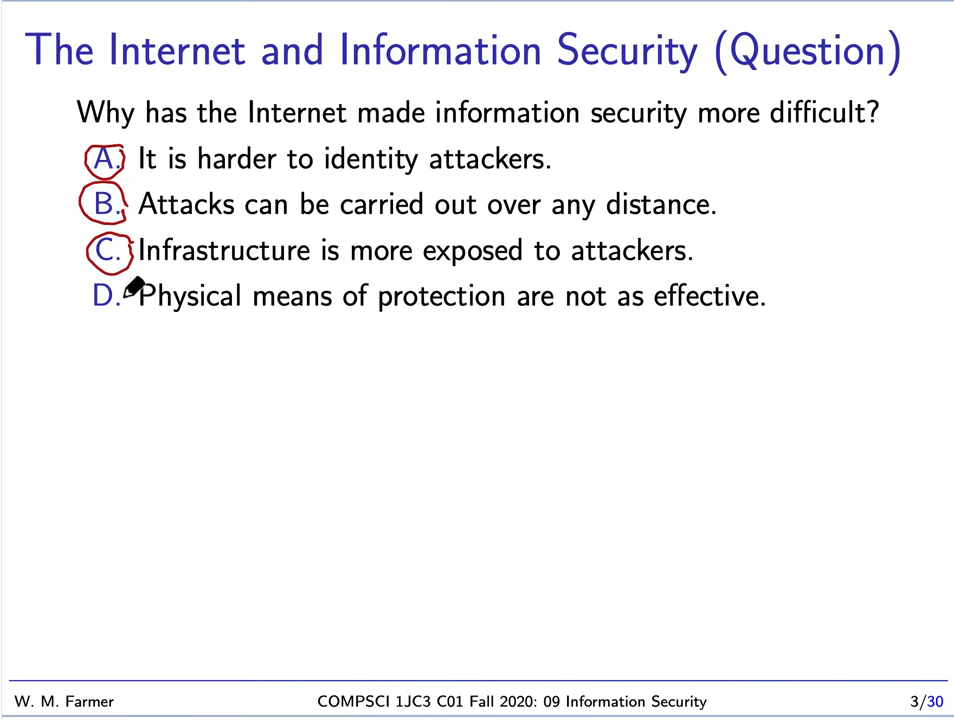 The Internet and Information Security (Question)
Why has the Internet made information security more difficult?
A. It is harder to identity attackers.
B. Attacks can be carried out over any distance.
C. Infrastructure is more exposed to attackers.
D. Physical means of protection are not as effective.
W. M. Farmer COMPSCI 1JC3 C01 Fall 2020: 09 Information Security 3/30